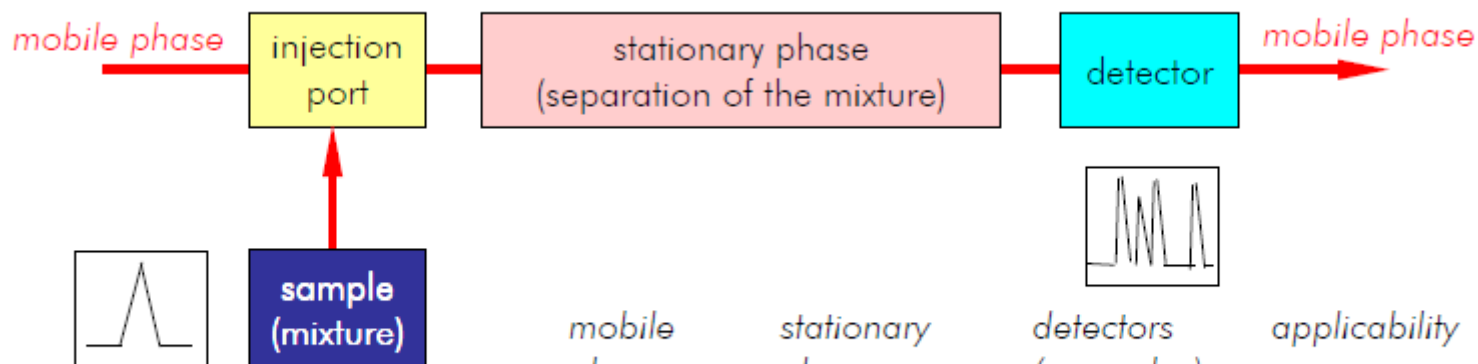 mobile phase
injection
port
stationary phase
(separation of the mixture)
detector
mobile phase
sample
(mixture)
mobile stationary detectors applicability